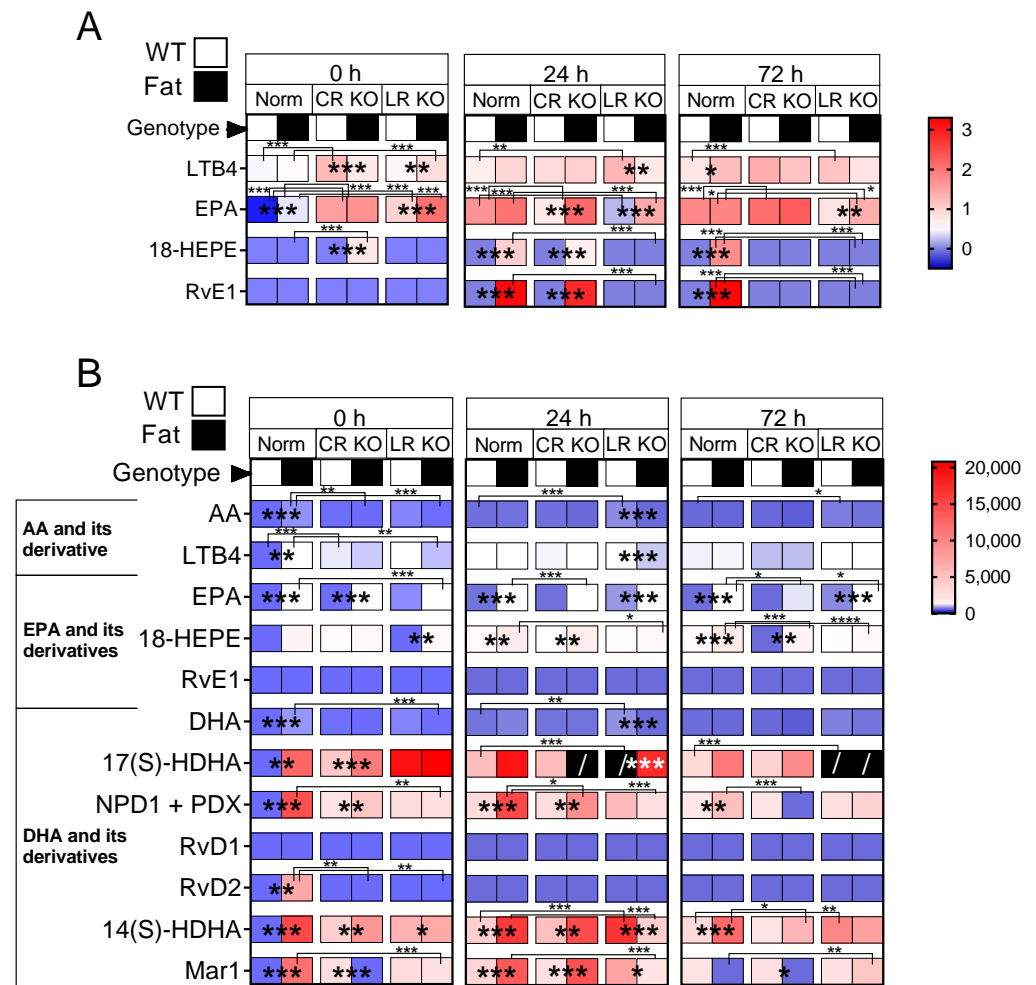 A
WT
Fat
0 h
24 h
72 h
Norm CR KO LR KO
Norm CR KO LR KO
Norm CR KO LR KO
Genotype
*** *** ** ***
LTB4 *** ** ** *
*** *** *** *** *** *** *** *** * *
EPA *** *** *** *** **
*** *** *** ***
18-HEPE *** *** *** ***
*** *** ***
RvE1 *** *** ***
3
2
1
0
B
WT
Fat
0 h
24 h
72 h
Norm CR KO LR KO
Norm CR KO LR KO
Norm CR KO LR KO
Genotype
20,000
15,000
10,000
5,000
0
AA and its
derivative
** *** *** *
AA *** ***
*** **
LTB4 ** ***
EPA and its
derivatives
*** *** * *
EPA *** *** *** *** *** ***
* *** ****
18-HEPE ** ** ** *** **
RvE1
DHA and its
derivatives
*** **
DHA *** ***
*** ***
17(S)-HDHA ** *** / / *** / /
** * *** ***
NPD1 + PDX *** ** *** ** **
RvD1
** **
RvD2 **
*** *** * **
14(S)-HDHA *** ** * *** ** *** ***
*** *** **
Mar1 *** *** *** *** * *